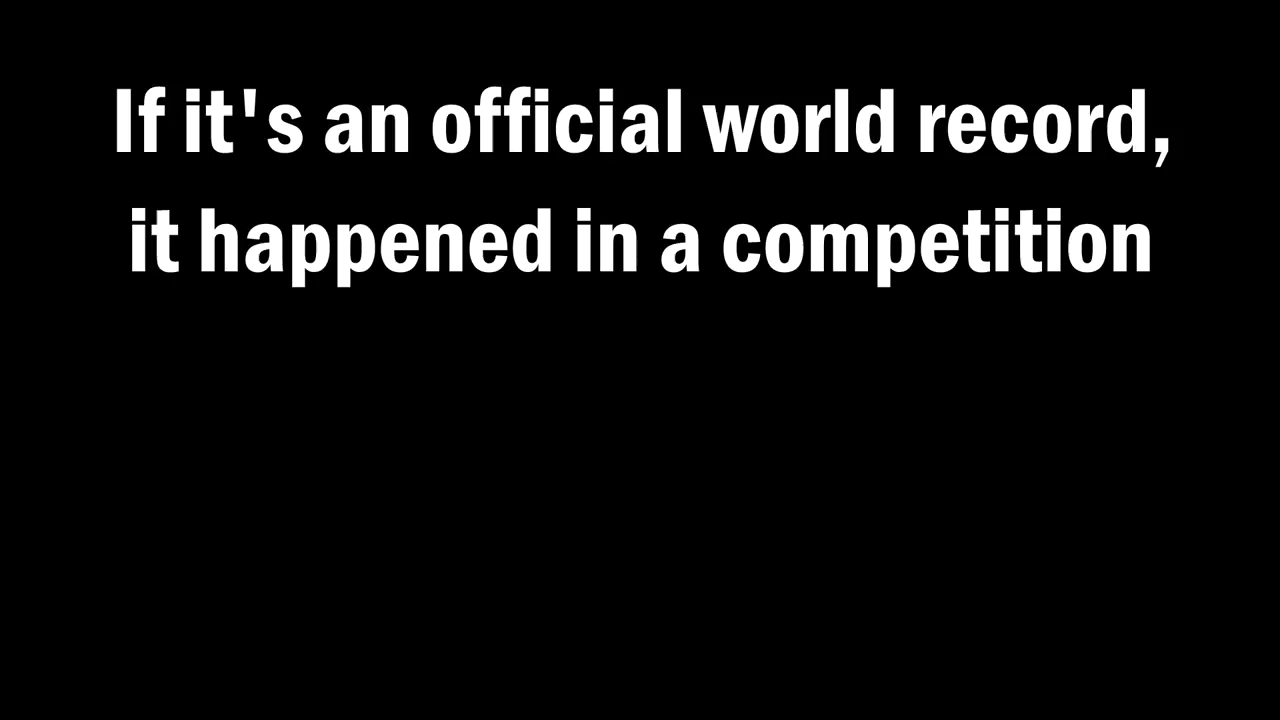 If it's an official world record,
it happened in a competition